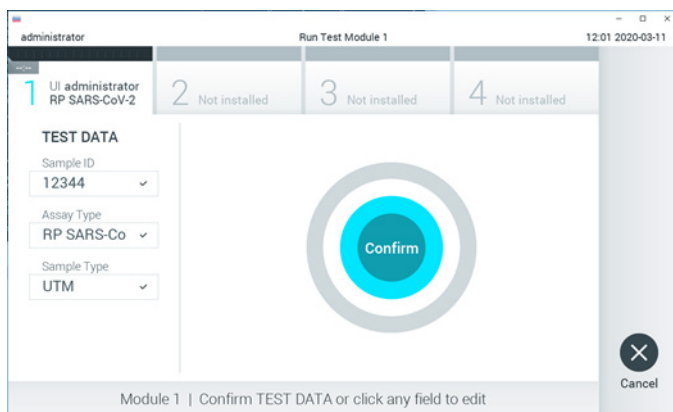 administrator
Run Test Module 1
12:01 2020-03-11
--:--
1 UI administrator
RP SARS-CoV-2
2 Not installed
3 Not installed
4 Not installed
TEST DATA
Sample ID
12344
Assay Type
RP SARS-Co
Sample Type
UTM
Confirm
Cancel
Module 1 | Confirm TEST DATA or click any field to edit